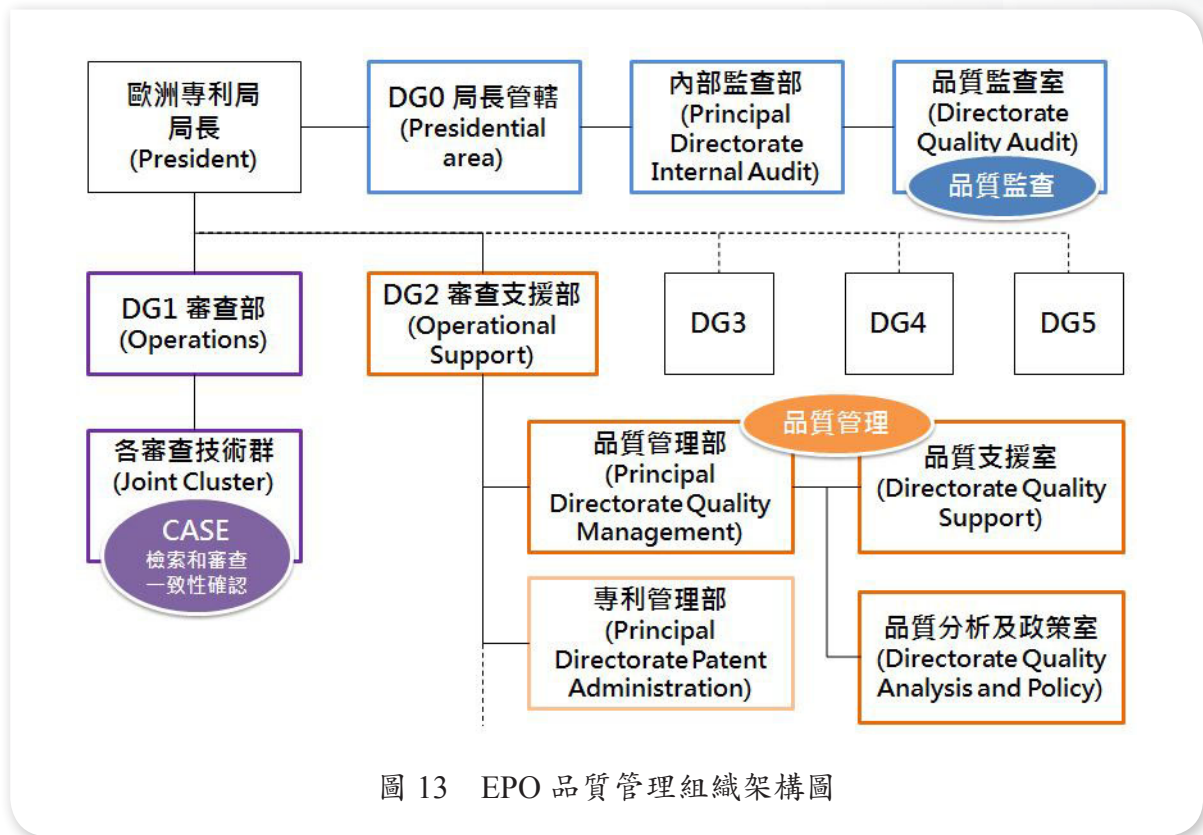 歐洲專利局
局長
(President)
DG0 局長管轄
(Presidential
area)
內部監查部
(Principal
Directorate
Internal Audit)
品質監查室
(Directorate
Quality Audit)
品質監查
DG1 審查部
(Operations)
DG2 審查支援部
(Operational
Support)
DG3
DG4
DG5
各審查技術群
(Joint Cluster)
CASE
檢索和審查
一致性確認
品質管理
品質管理部
(Principal
Directorate Quality
Management)
品質支援室
(Directorate Quality
Support)
專利管理部
(Principal
Directorate Patent
Administration)
品質分析及政策室
(Directorate Quality
Analysis and Policy)
圖 13 EPO 品質管理組織架構圖